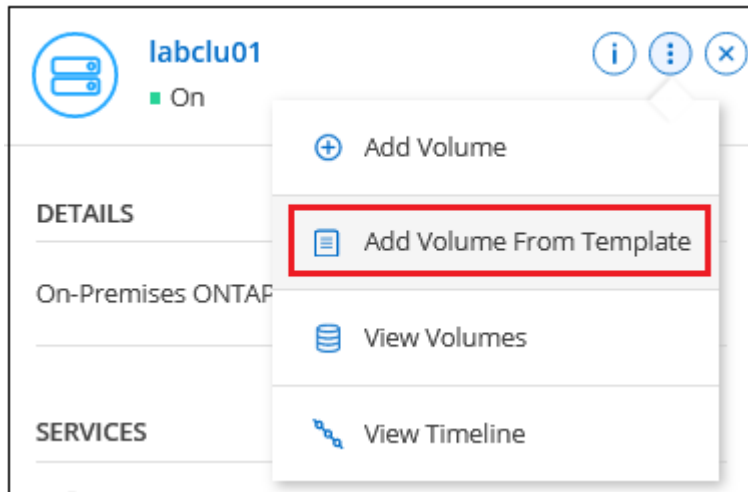 labclu01
On
Add Volume
DETAILS
Add Volume From Template
On-Premises ONTAP
View Volumes
SERVICES
View Timeline